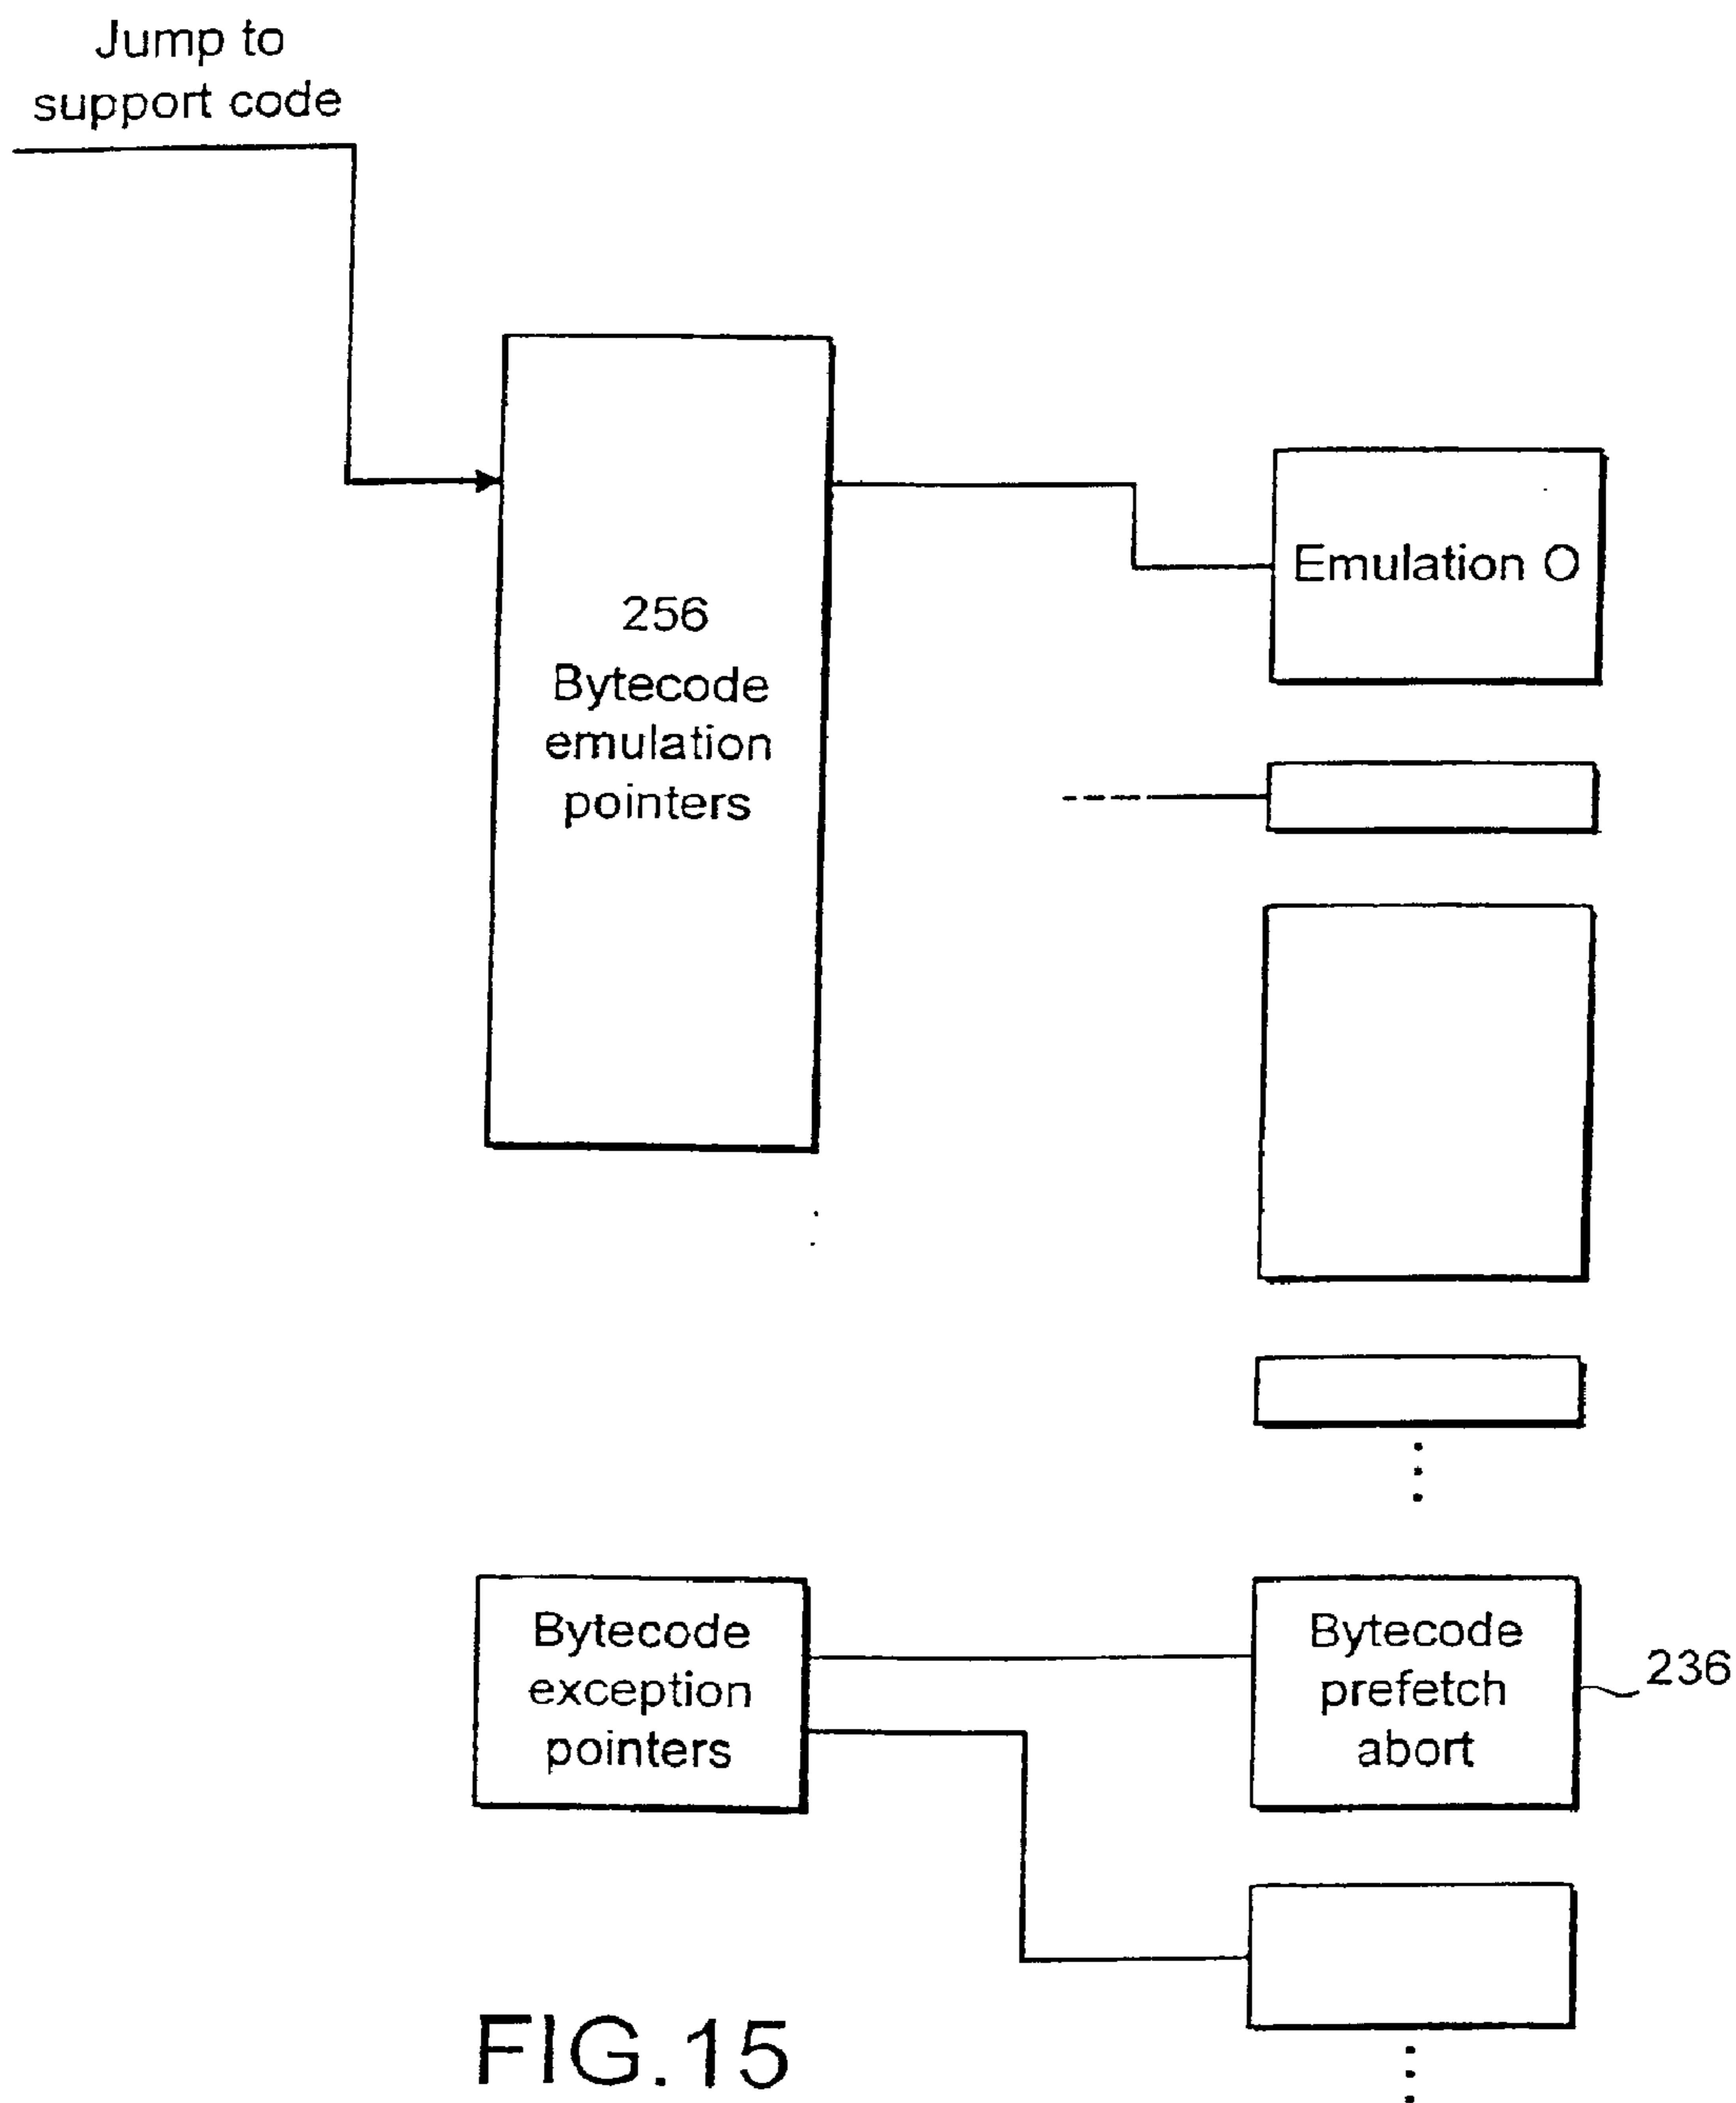 Jump to
support code
256
Bytecode
emulation
pointers
Emulation O
Bytecode
exception
pointers
Bytecode
prefetch
abort
236
FIG.15